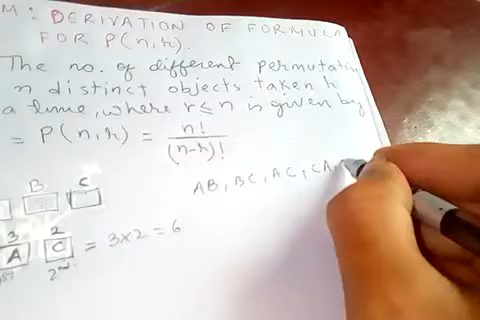 M: DERIVATION OF FORMULA
FOR P(n,r).
The no. of different permutatio
n distinct objects taken r
a time, where r ≤ n is given by
= P(n,r) = n!/(n-r)!
AB, BC, AC, CA,
B C
3 2
A C = 3×2=6
2nd